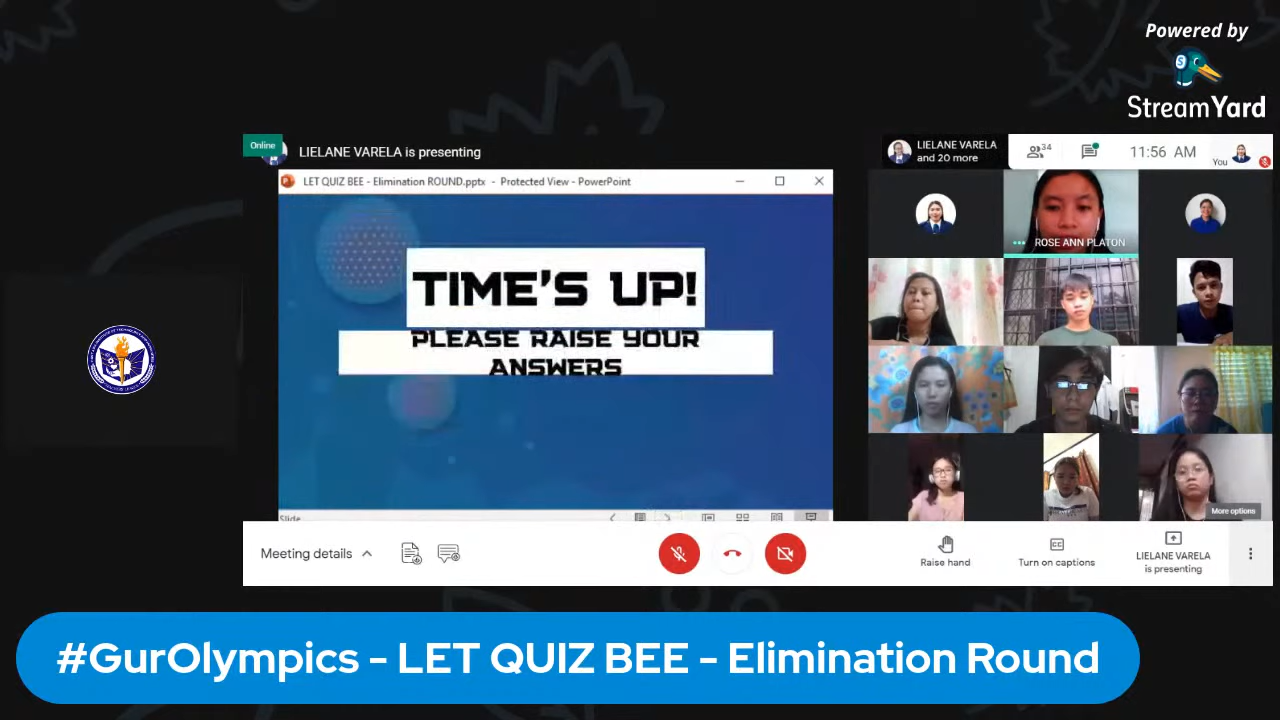 Powered by
StreamYard
Online
LIELANE VARELA is presenting
LIELANE VARELA
and 20 more
34
11:56 AM
You
LET QUIZ BEE - Elimination ROUND.pptx - Protected View - PowerPoint
TIME'S UP!
PLEASE RAISE YOUR
ANSWERS
ROSE ANN PLATON
Slide
More options
Meeting details
Raise hand
CC
Turn on captions
LIELANE VARELA
is presenting
#GurOlympics - LET QUIZ BEE - Elimination Round